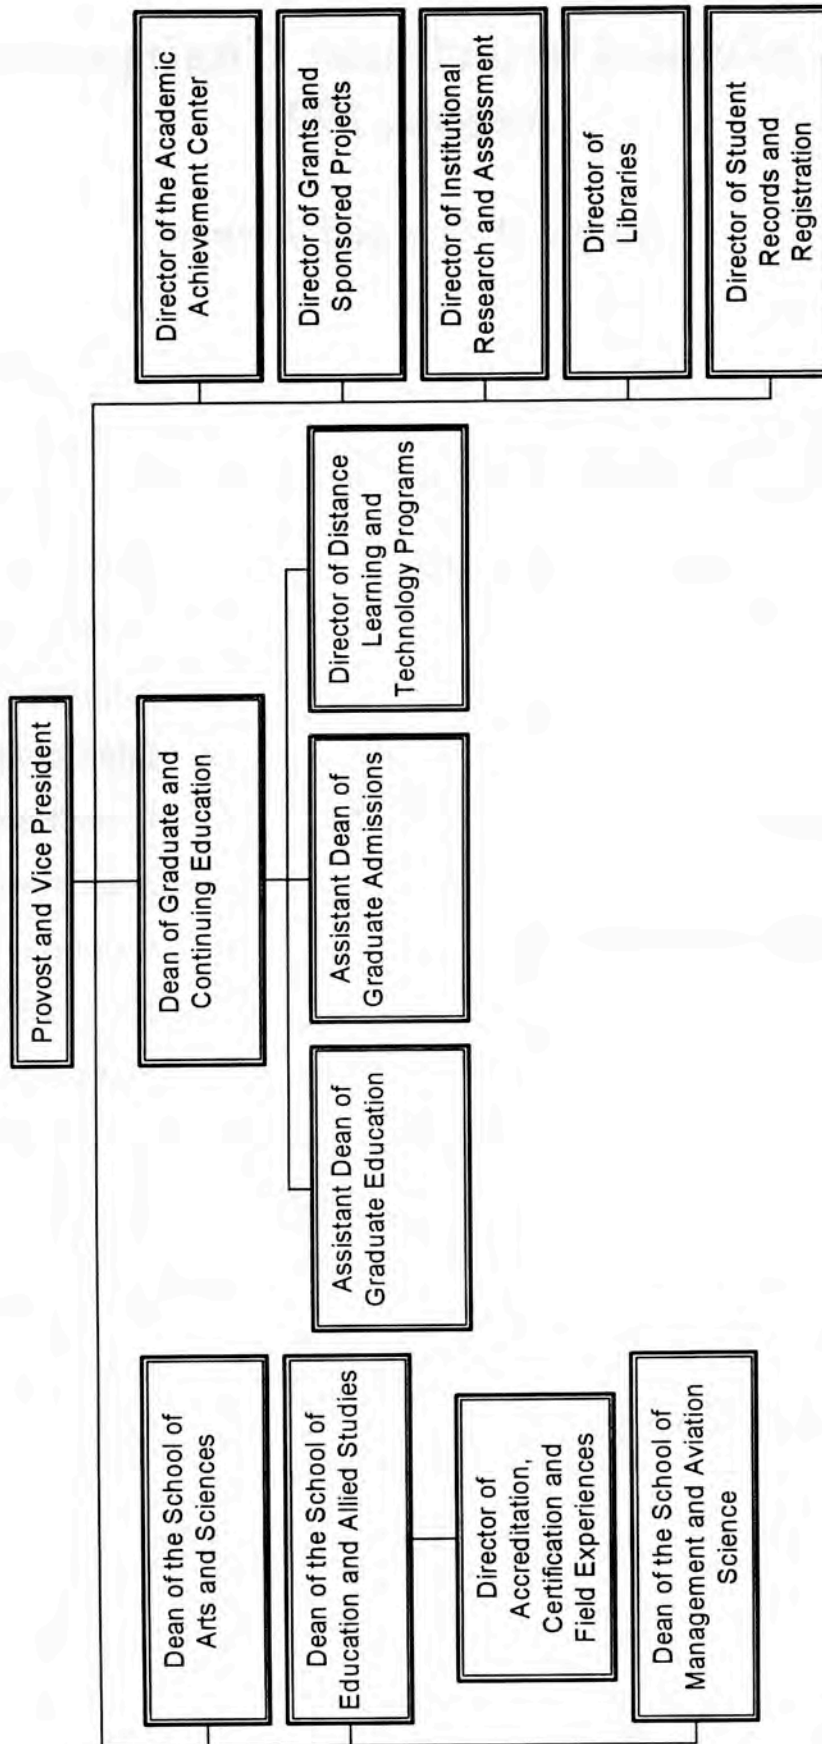 Provost and Vice President
Dean of the School of
Arts and Sciences
Dean of the School of
Education and Allied Studies
Director of
Accreditation,
Certification and
Field Experiences
Dean of the School of
Management and Aviation
Science
Dean of Graduate and
Continuing Education
Assistant Dean of
Graduate Education
Assistant Dean of
Graduate Admissions
Director of Distance
Learning and
Technology Programs
Director of the Academic
Achievement Center
Director of Grants and
Sponsored Projects
Director of Institutional
Research and Assessment
Director of
Libraries
Director of Student
Records and
Registration